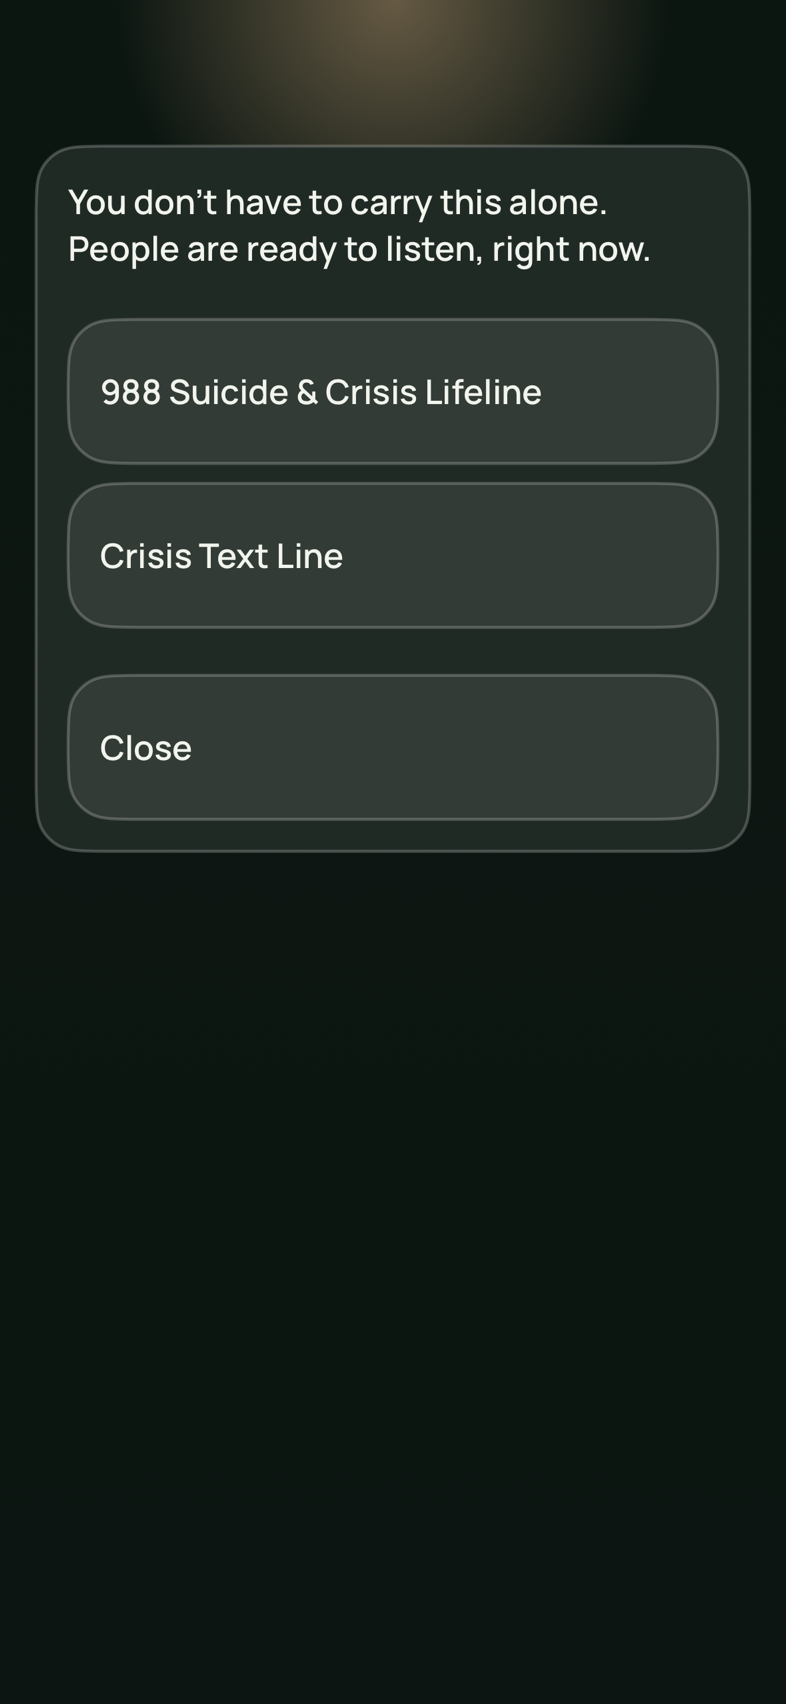 You don’t have to carry this alone.
People are ready to listen, right now.
988 Suicide & Crisis Lifeline
Crisis Text Line
Close